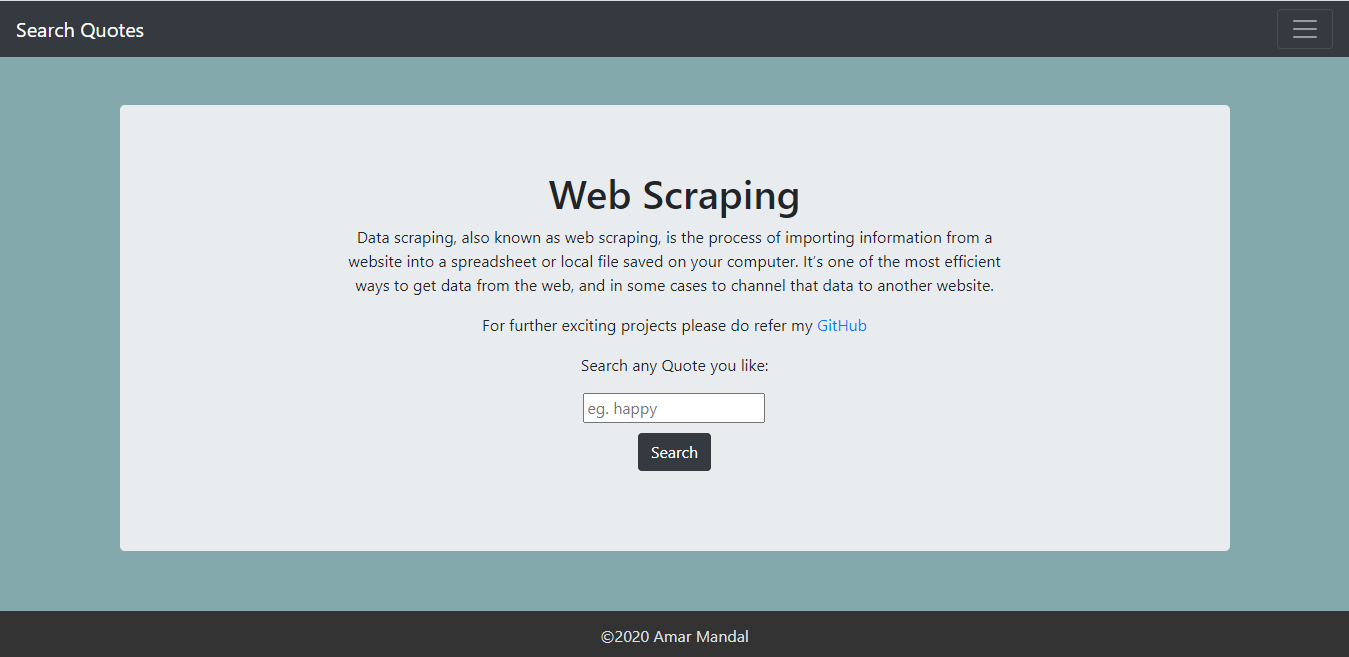 Search Quotes
Web Scraping
Data scraping, also known as web scraping, is the process of importing information from a
website into a spreadsheet or local file saved on your computer. It’s one of the most efficient
ways to get data from the web, and in some cases to channel that data to another website.
For further exciting projects please do refer my GitHub
Search any Quote you like:
eg. happy
Search
©2020 Amar Mandal